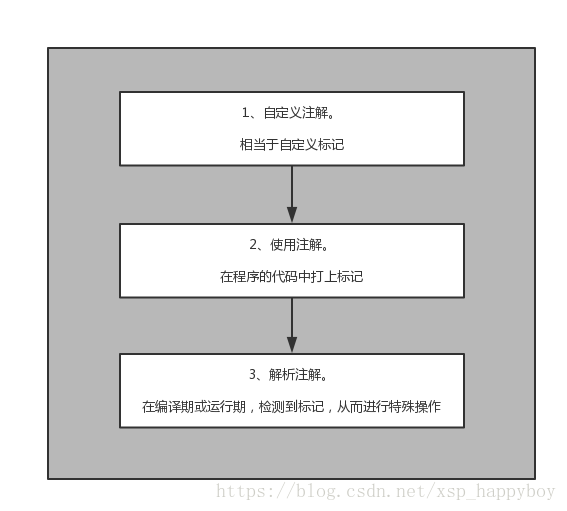 1、自定义注解。
相当于自定义标记
2、使用注解。
在程序的代码中打上标记
3、解析注解。
在编译期或运行期，检测到标记，从而进行特殊操作
https://blog.csdn.net/xsp_happyboy